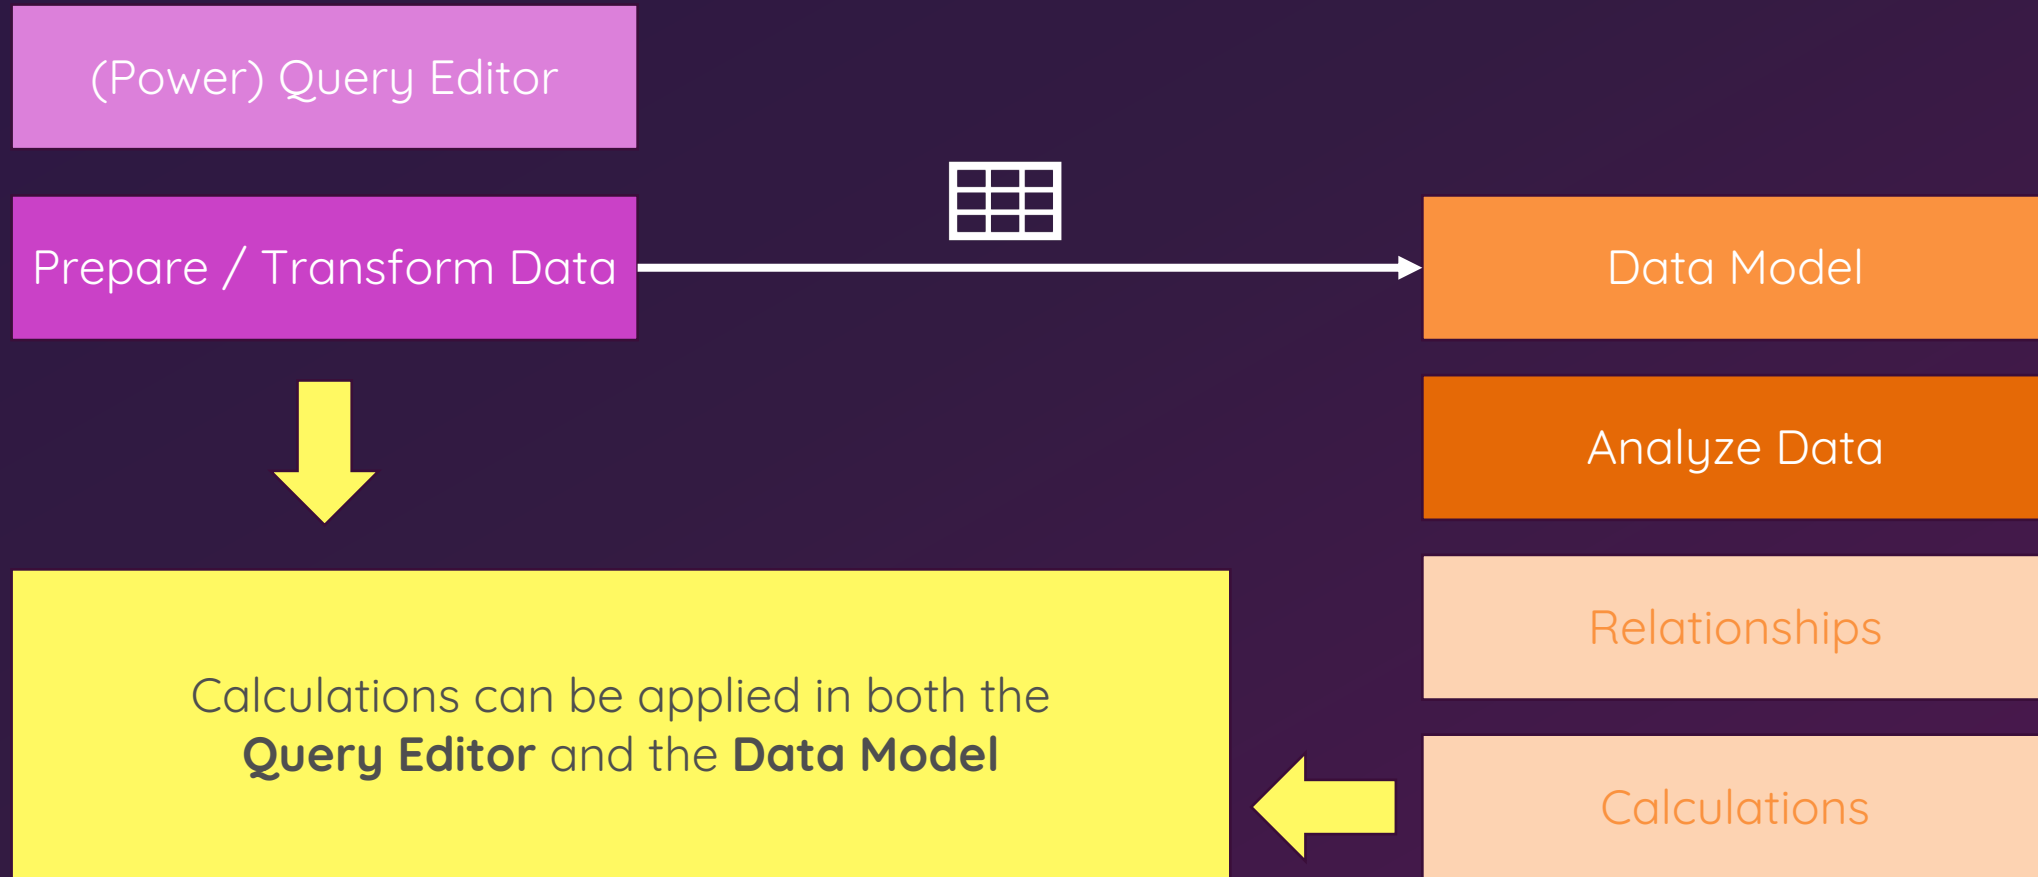 (Power) Query Editor
Prepare / Transform Data
Data Model
Analyze Data
Relationships
Calculations can be applied in both the
Query Editor and the Data Model
Calculations